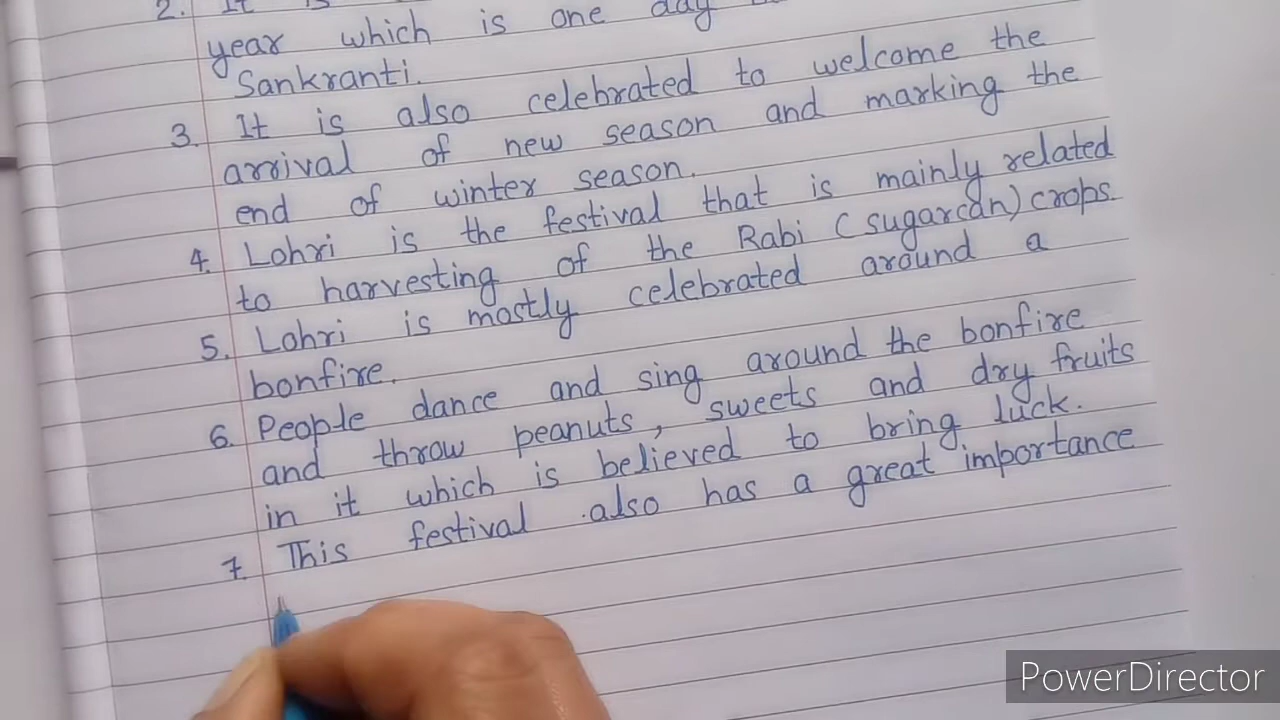 2. It is
year which is one day
Sankranti.
3. It is also celebrated to welcome the
arrival of new season and marking the
end of winter season.
4. Lohri is the festival that is mainly related
to harvesting of the Rabi (sugarcan) crops.
5. Lohri is mostly celebrated around a
bonfire.
6. People dance and sing around the bonfire
and throw peanuts, sweets and dry fruits
in it which is believed to bring luck.
7. This festival also has a great importance
PowerDirector